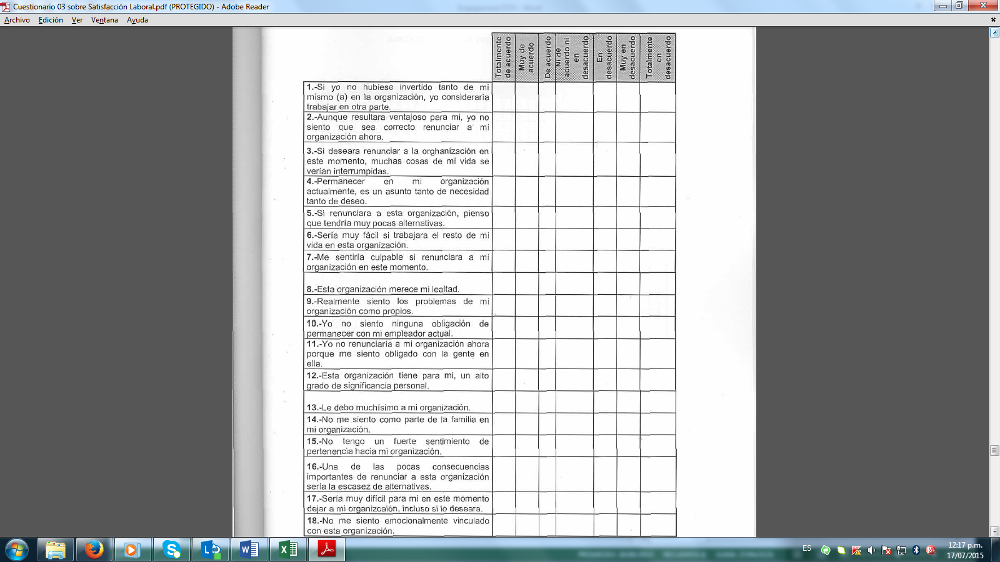 Cuestionario 03 sobre Satisfacción Laboral.pdf (PROTEGIDO) - Adobe Reader
Archivo Edición Ver Ventana Ayuda
Totalmente de acuerdo
Muy de acuerdo
De acuerdo
Ni de acuerdo ni en desacuerdo
En desacuerdo
Muy en desacuerdo
Totalmente en desacuerdo
1.-Si yo no hubiese invertido tanto de mi
mismo (a) en la organización, yo consideraria
trabajar en otra parte.
2.-Aunque resultara ventajoso para mi, yo no
siento que sea correcto renunciar a mi
organización ahora.
3.-Si deseara renunciar a la orghanización en
este momento, muchas cosas de mi vida se
verían interrumpidas.
4.-Permanecer en mi organización
actualmente, es un asunto tanto de necesidad
tanto de deseo.
5.-Si renunciara a esta organización, pienso
que tendría muy pocas alternativas.
6.-Sería muy fácil si trabajara el resto de mi
vida en esta organización.
7.-Me sentiría culpable si renunciara a mi
organización en este momento.
8.-Esta organización merece mi lealtad.
9.-Realmente siento los problemas de mi
organización como propios.
10.-Yo no siento ninguna obligación de
permanecer con mi empleador actual.
11.-Yo no renunciaría a mi organización ahora
porque me siento obligado con la gente en
ella.
12.-Esta organización tiene para mi, un alto
grado de significancia personal.
13.-Le debo muchísimo a mi organización.
14.-No me siento como parte de la familia en
mi organización.
15.-No tengo un fuerte sentimiento de
pertenencia hacia mi organización.
16.-Una de las pocas consecuencias
importantes de renunciar a esta organización
sería la escasez de alternativas.
17.-Sería muy difícil para mi en este momento
dejar a mi organizcaión, incluso si lo deseara.
18.-No me siento emocionalmente vinculado
con esta organización.
ES
12:17 p.m.
17/07/2015